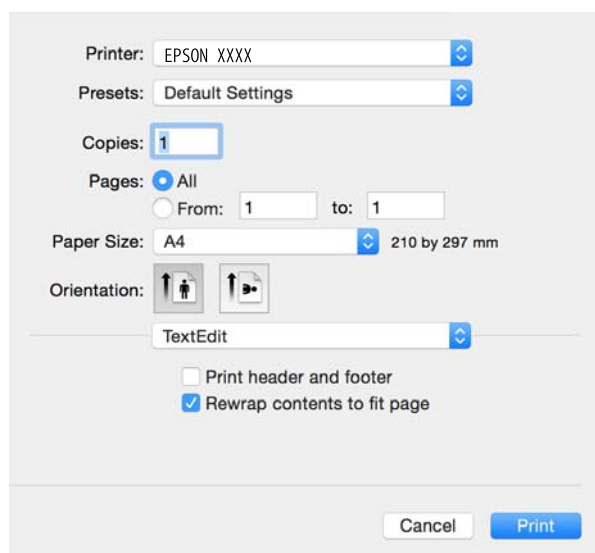 Printer: EPSON XXXX
Presets: Default Settings
Copies: 1
Pages: All
From: 1 to: 1
Paper Size: A4 210 by 297 mm
Orientation:
TextEdit
Print header and footer
Rewrap contents to fit page
Cancel Print